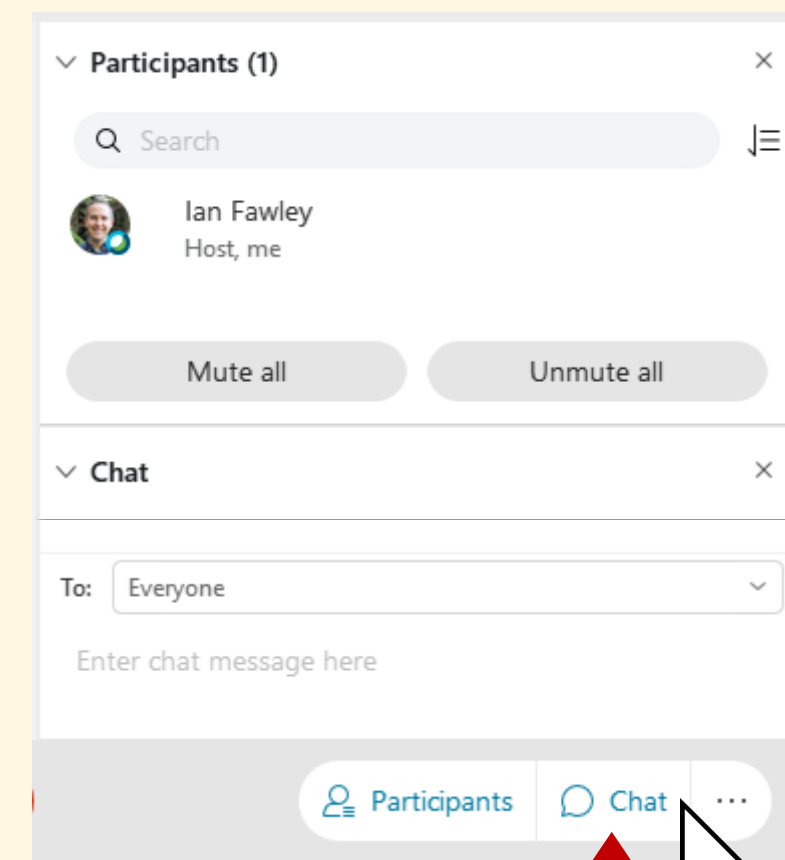 Participants (1)
Search
Ian Fawley
Host, me
Mute all
Unmute all
Chat
To: Everyone
Enter chat message here
Participants
Chat